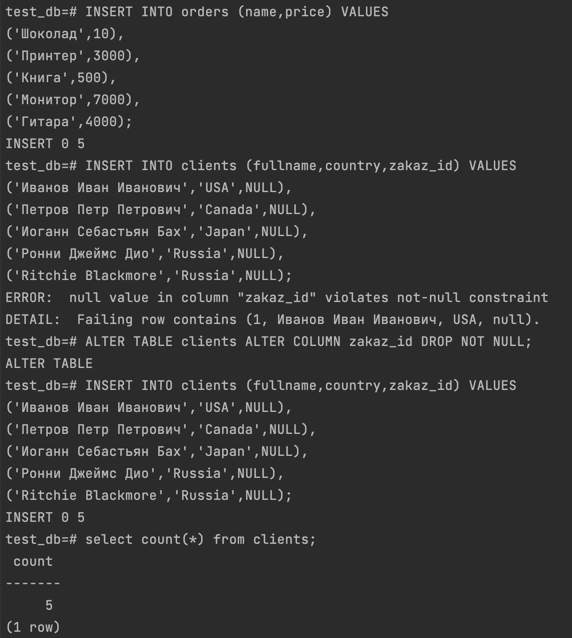 test_db=# INSERT INTO orders (name,price) VALUES
('Шоколад',10),
('Принтер',3000),
('Книга',500),
('Монитор',7000),
('Гитара',4000);
INSERT 0 5
test_db=# INSERT INTO clients (fullname,country,zakaz_id) VALUES
('Иванов Иван Иванович','USA',NULL),
('Петров Петр Петрович','Canada',NULL),
('Иоганн Себастьян Бах','Japan',NULL),
('Ронни Джеймс Дио','Russia',NULL),
('Ritchie Blackmore','Russia',NULL);
ERROR:  null value in column "zakaz_id" violates not-null constraint
DETAIL:  Failing row contains (1, Иванов Иван Иванович, USA, null).
test_db=# ALTER TABLE clients ALTER COLUMN zakaz_id DROP NOT NULL;
ALTER TABLE
test_db=# INSERT INTO clients (fullname,country,zakaz_id) VALUES
('Иванов Иван Иванович','USA',NULL),
('Петров Петр Петрович','Canada',NULL),
('Иоганн Себастьян Бах','Japan',NULL),
('Ронни Джеймс Дио','Russia',NULL),
('Ritchie Blackmore','Russia',NULL);
INSERT 0 5
test_db=# select count(*) from clients;
 count
-------
     5
(1 row)